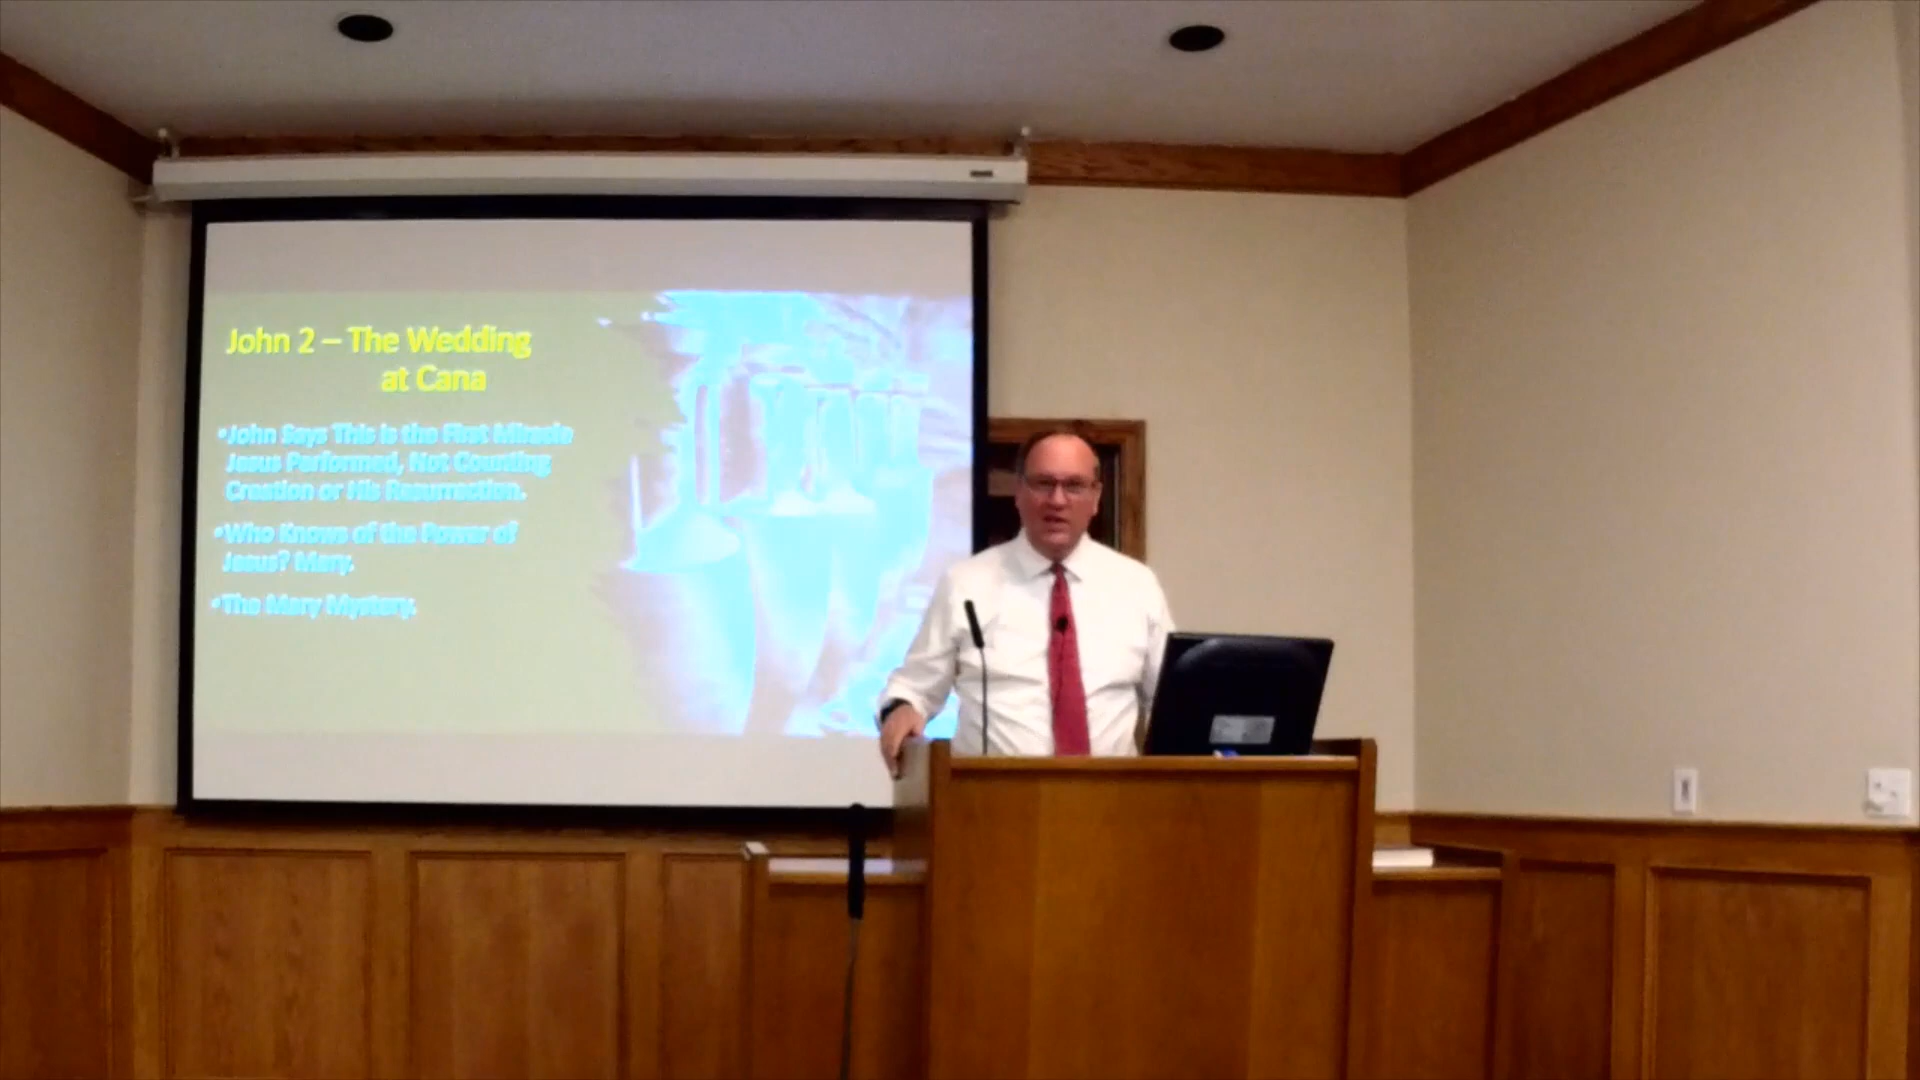 John 2 – The Wedding
at Cana
•John Says This is the First Miracle
Jesus Performed, Not Counting
Creation or His Resurrection.
•Who Knows of the Power of
Jesus? Mary.
•The Mary Mystery.